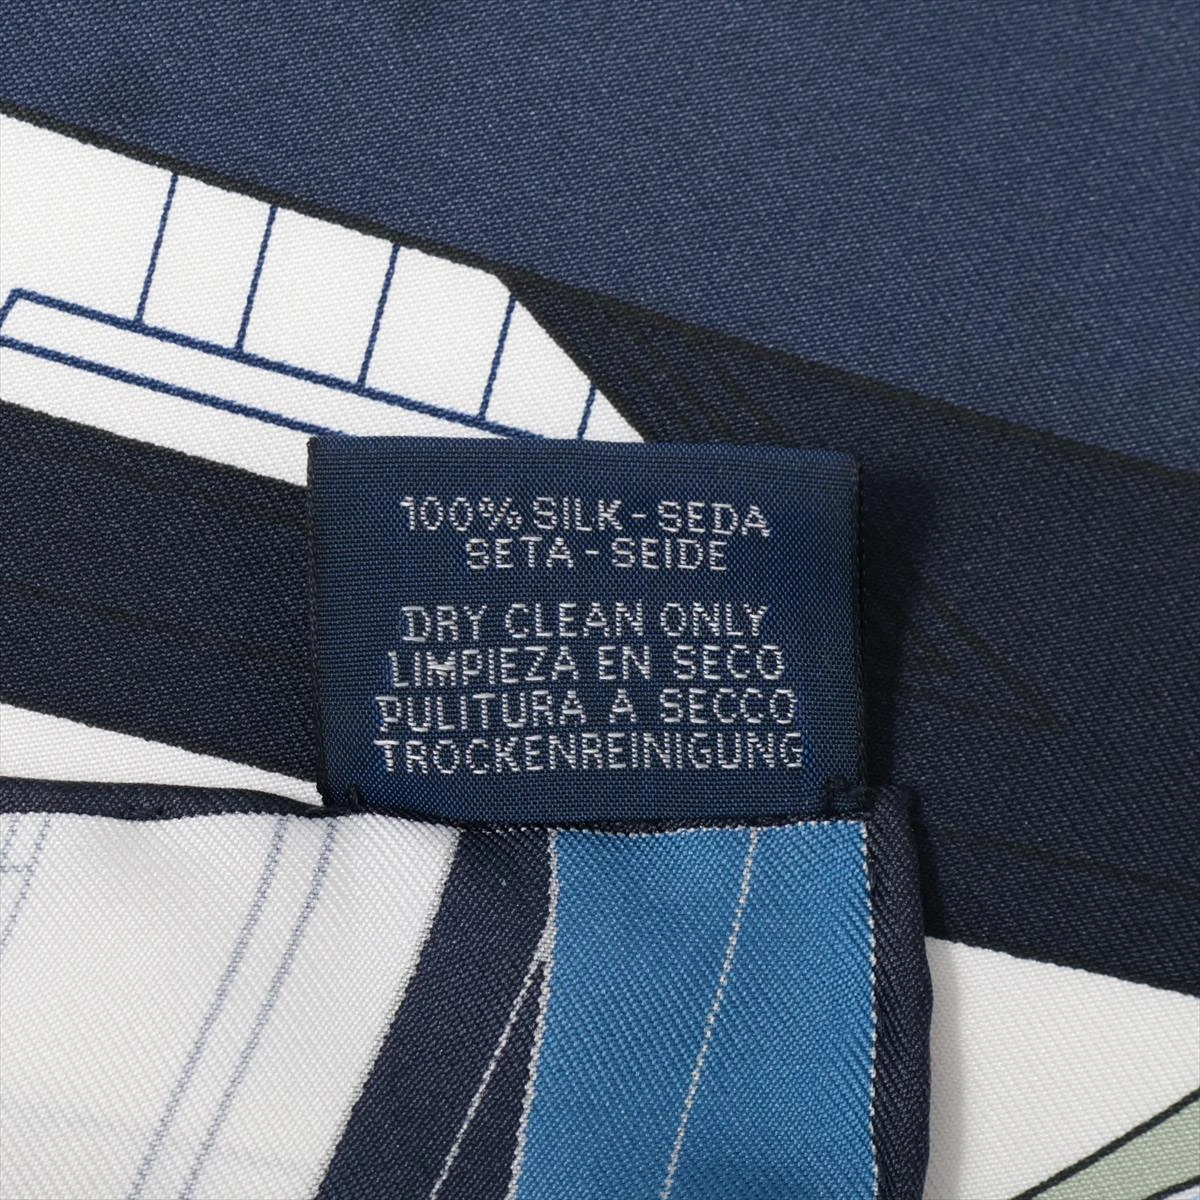 100% SILK - SEDA
SETA - SEIDE
DRY CLEAN ONLY
LIMPIEZA EN SECO
PULITURA A SECCO
TROCKENREINIGUNG